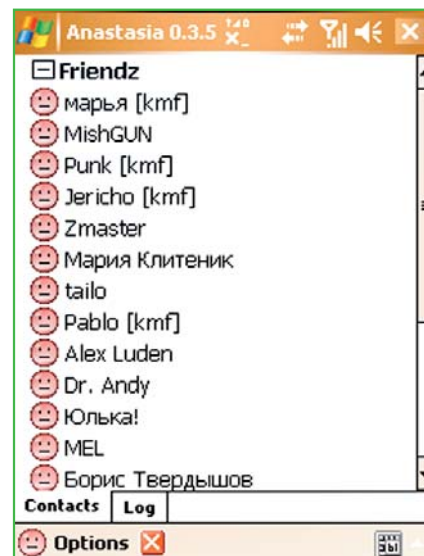 Anastasia 0.3.5
Friendz
марья [kmf]
MishGUN
Punk [kmf]
Jericho [kmf]
Zmaster
Мария Клитеник
tailo
Pablo [kmf]
Alex Luden
Dr. Andy
Юлька!
MEL
Борис Твердышов
Contacts Log
Options